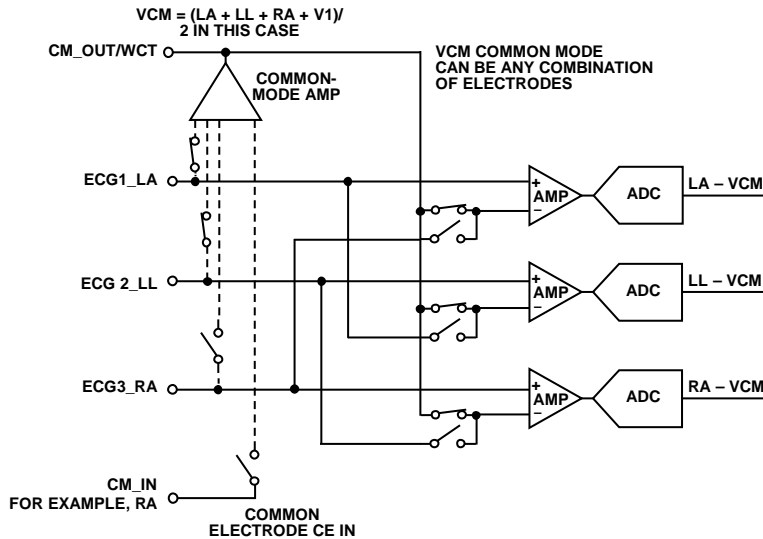 VCM = (LA + LL + RA + V1)/
2 IN THIS CASE
CM_OUT/WCT
COMMON-
MODE AMP
VCM COMMON MODE
CAN BE ANY COMBINATION
OF ELECTRODES
ECG1_LA
+
AMP
–
ADC
LA – VCM
ECG 2_LL
+
AMP
–
ADC
LL – VCM
ECG3_RA
+
AMP
–
ADC
RA – VCM
CM_IN
FOR EXAMPLE, RA
COMMON
ELECTRODE CE IN